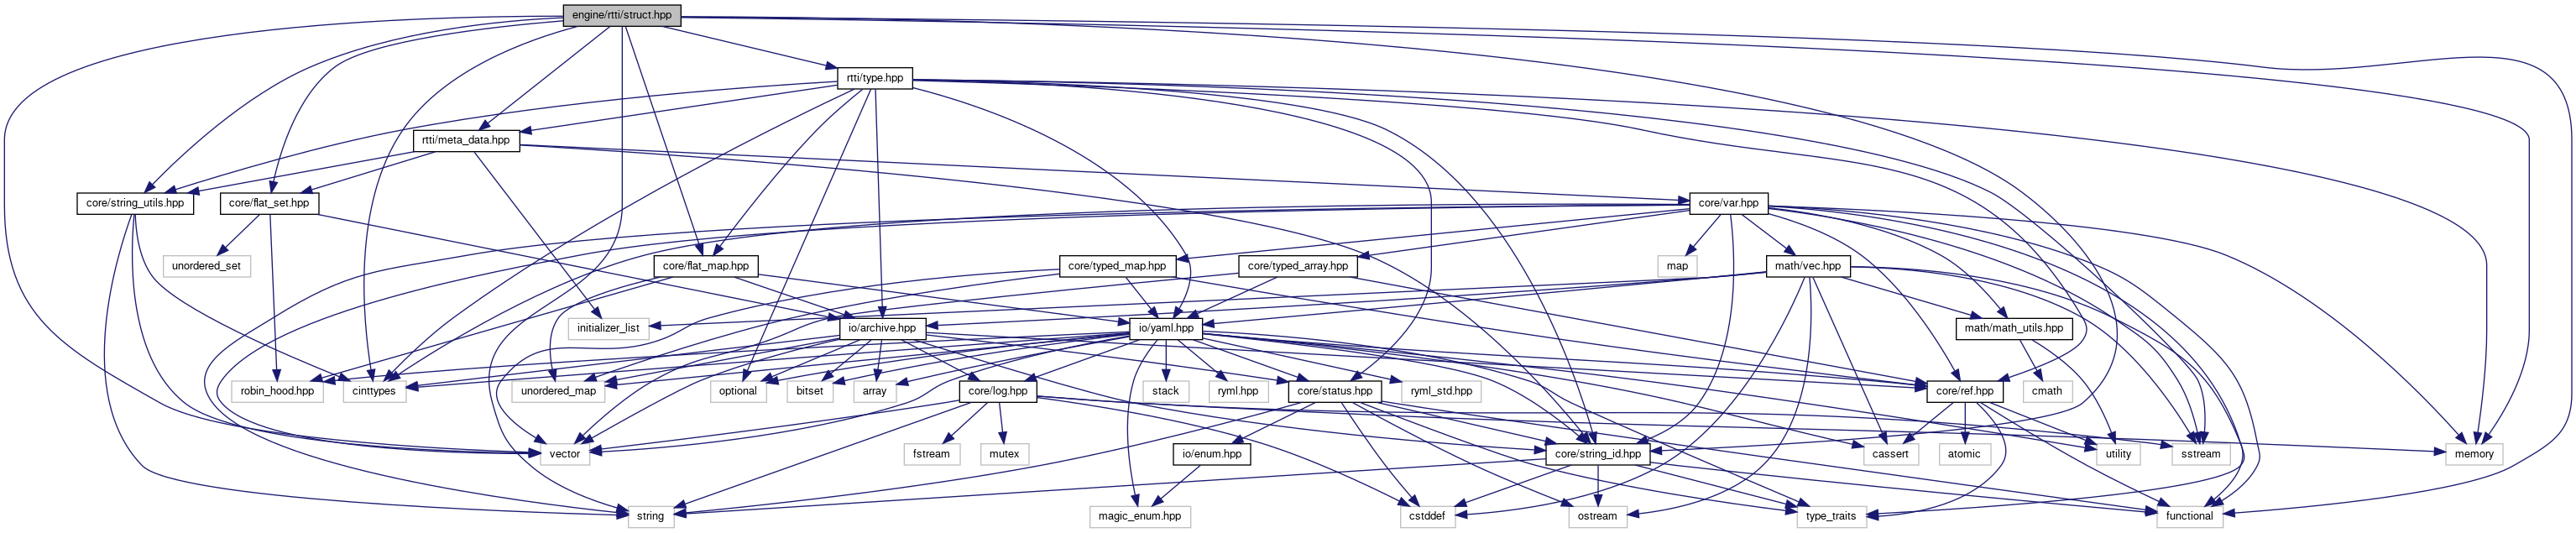 engine/rtti/struct.hpp
rtti/type.hpp
rtti/meta_data.hpp
core/string_utils.hpp
core/flat_set.hpp
core/var.hpp
unordered_set
core/flat_map.hpp
core/typed_map.hpp
core/typed_array.hpp
map
math/vec.hpp
initializer_list
io/archive.hpp
io/yaml.hpp
math/math_utils.hpp
robin_hood.hpp
cinttypes
unordered_map
optional
bitset
array
core/log.hpp
stack
ryml.hpp
core/status.hpp
ryml_std.hpp
core/ref.hpp
cmath
vector
fstream
mutex
io/enum.hpp
core/string_id.hpp
cassert
atomic
utility
sstream
memory
string
cstddef
magic_enum.hpp
ostream
type_traits
functional